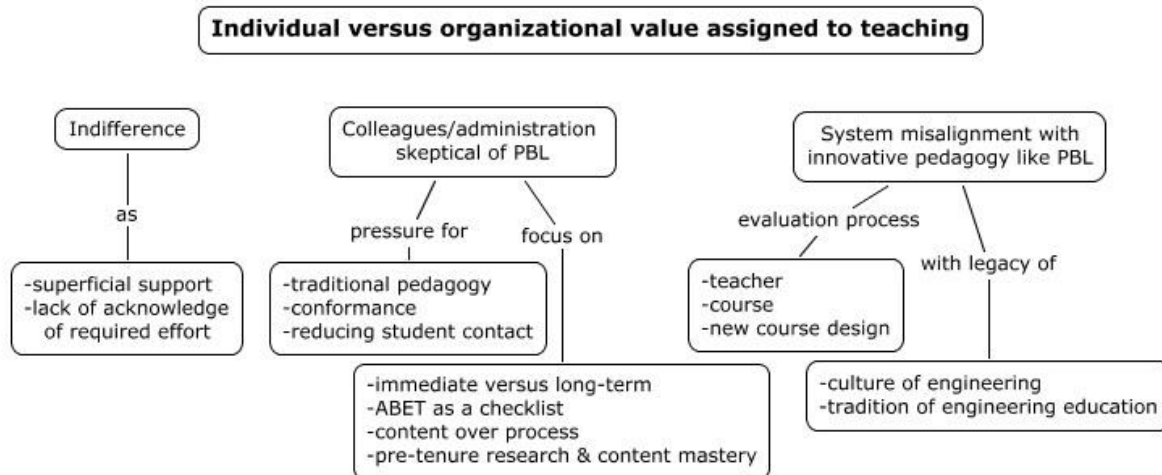 Individual versus organizational value assigned to teaching
Indifference
as
-superficial support
-lack of acknowledge
of required effort
Colleagues/administration
skeptical of PBL
pressure for
-traditional pedagogy
-conformance
-reducing student contact
focus on
-immediate versus long-term
-ABET as a checklist
-content over process
-pre-tenure research & content mastery
System misalignment with
innovative pedagogy like PBL
evaluation process
-teacher
-course
-new course design
with legacy of
-culture of engineering
-tradition of engineering education